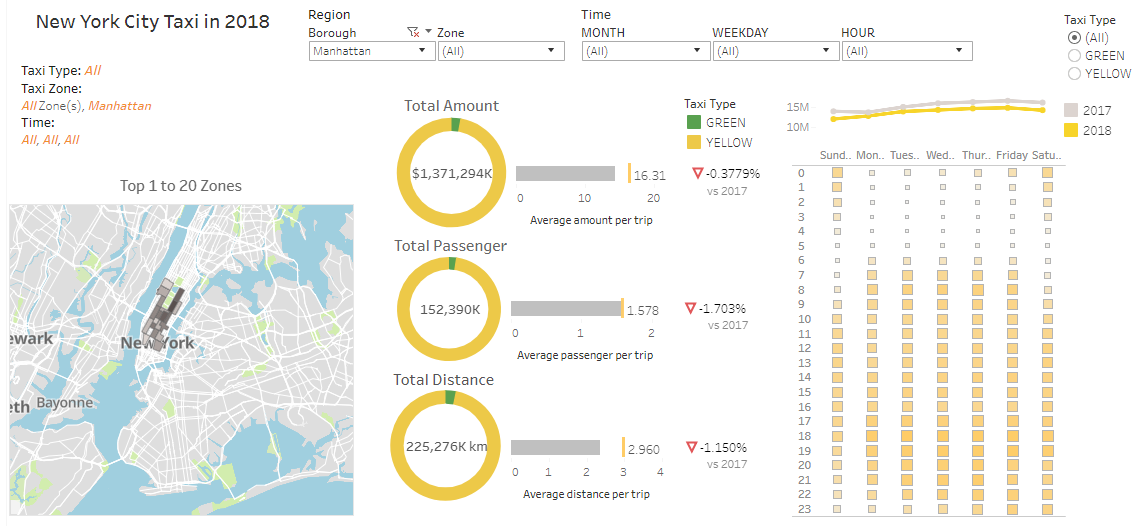 New York City Taxi in 2018
Region
Borough
Zone
Manhattan
(All)
Time
MONTH
WEEKDAY
HOUR
(All)
(All)
(All)
Taxi Type
(All)
GREEN
YELLOW
Taxi Type: All
Taxi Zone:
All Zone(s), Manhattan
Time:
All, All, All
Top 1 to 20 Zones
ewark
New York
eth
Bayonne
Total Amount
$1,371,294K
16.31
0 10 20
Average amount per trip
Taxi Type
GREEN
YELLOW
-0.3779%
vs 2017
Total Passenger
152,390K
1.578
0 1 2
Average passenger per trip
-1.703%
vs 2017
Total Distance
225,276K km
2.960
0 1 2 3 4
Average distance per trip
-1.150%
vs 2017
15M
10M
2017
2018
Sund.. Mon.. Tues.. Wed.. Thur.. Friday Satu..
0
1
2
3
4
5
6
7
8
9
10
11
12
13
14
15
16
17
18
19
20
21
22
23